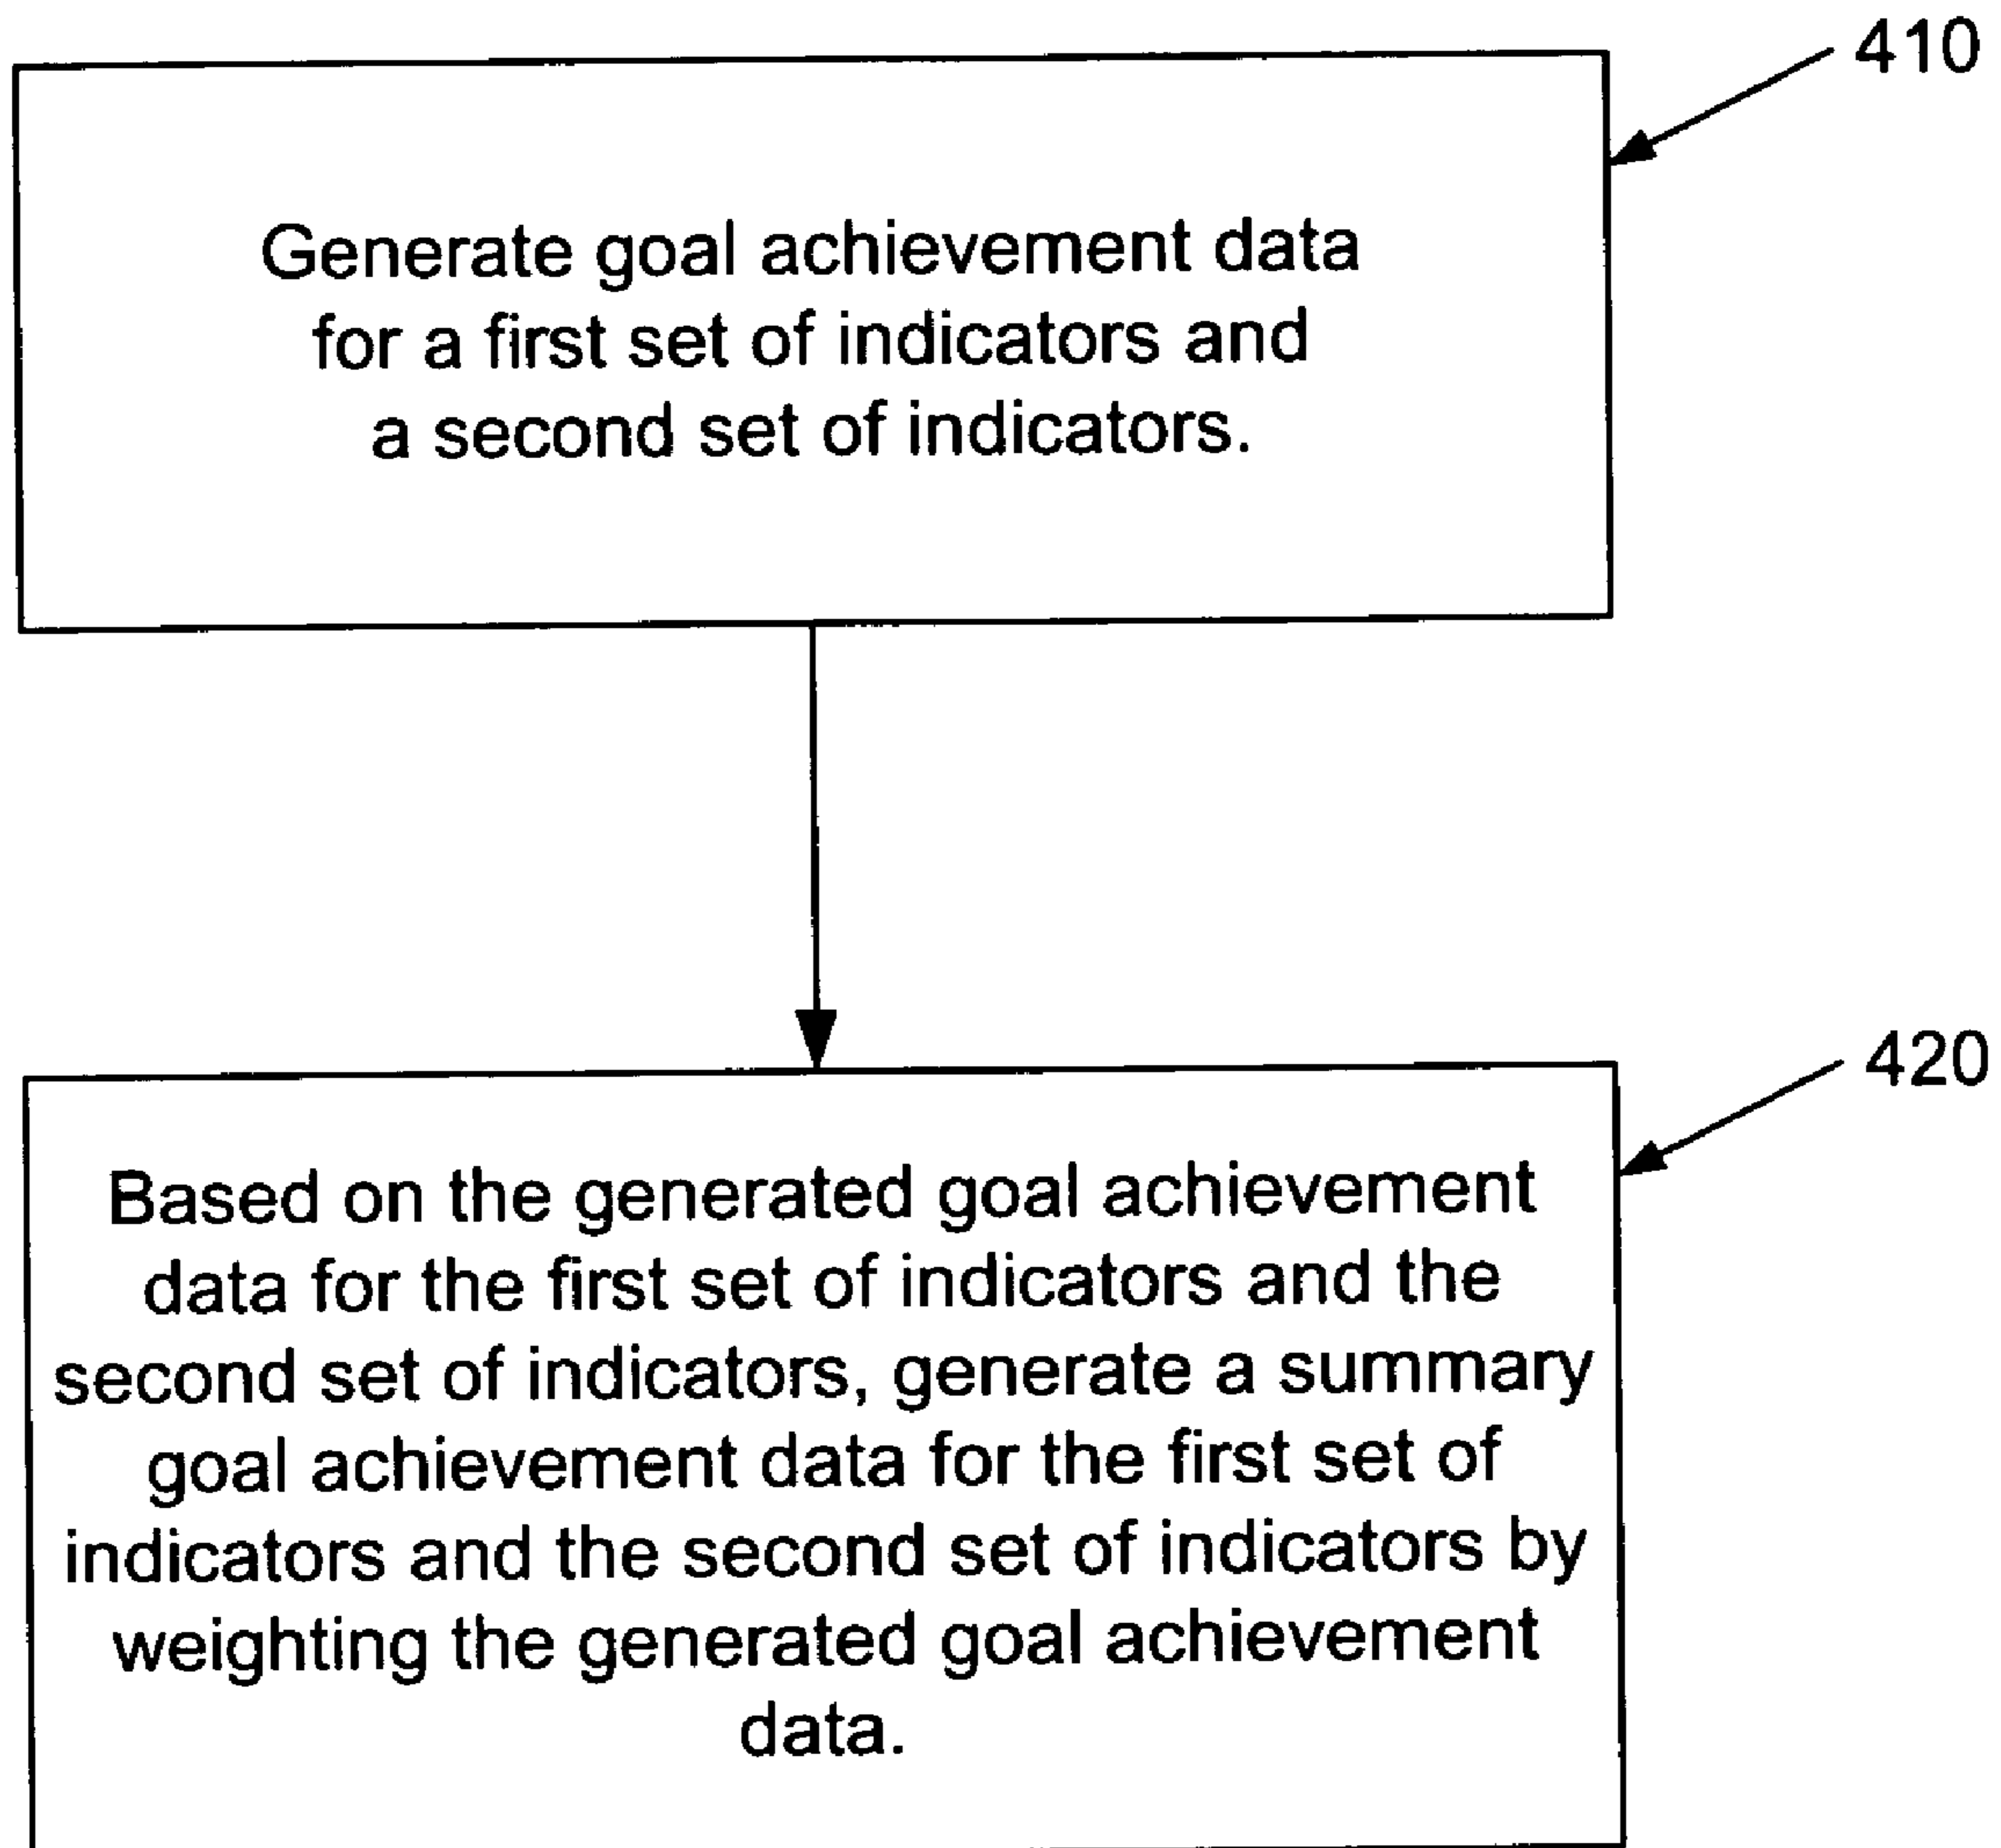 410
Generate goal achievement data
for a first set of indicators and
a second set of indicators.
420
Based on the generated goal achievement
data for the first set of indicators and the
second set of indicators, generate a summary
goal achievement data for the first set of
indicators and the second set of indicators by
weighting the generated goal achievement
data.